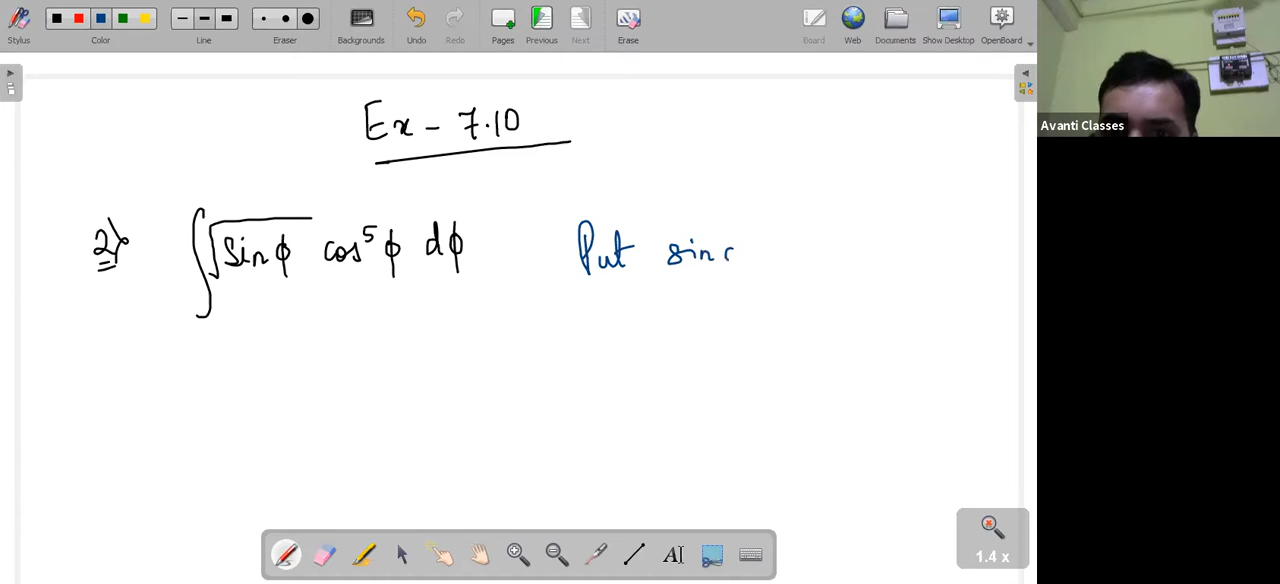 Stylus Color Line Eraser Backgrounds Undo Redo Pages Previous Next Erase Board Web Documents Show Desktop OpenBoard
Avanti Classes
Ex - 7.10
2) ∫√sinϕ cos⁵ϕ dϕ Put sin
1.4 x